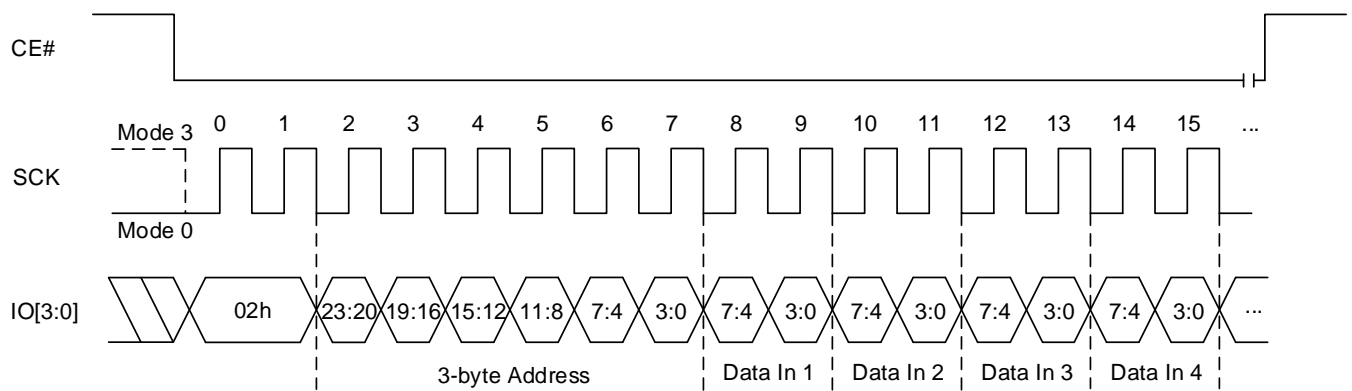 CE#
Mode 3 0 1 2 3 4 5 6 7 8 9 10 11 12 13 14 15 ...
SCK
Mode 0
IO[3:0] 02h 23:20 19:16 15:12 11:8 7:4 3:0 7:4 3:0 7:4 3:0 7:4 3:0 7:4 3:0 ...
3-byte Address Data In 1 Data In 2 Data In 3 Data In 4